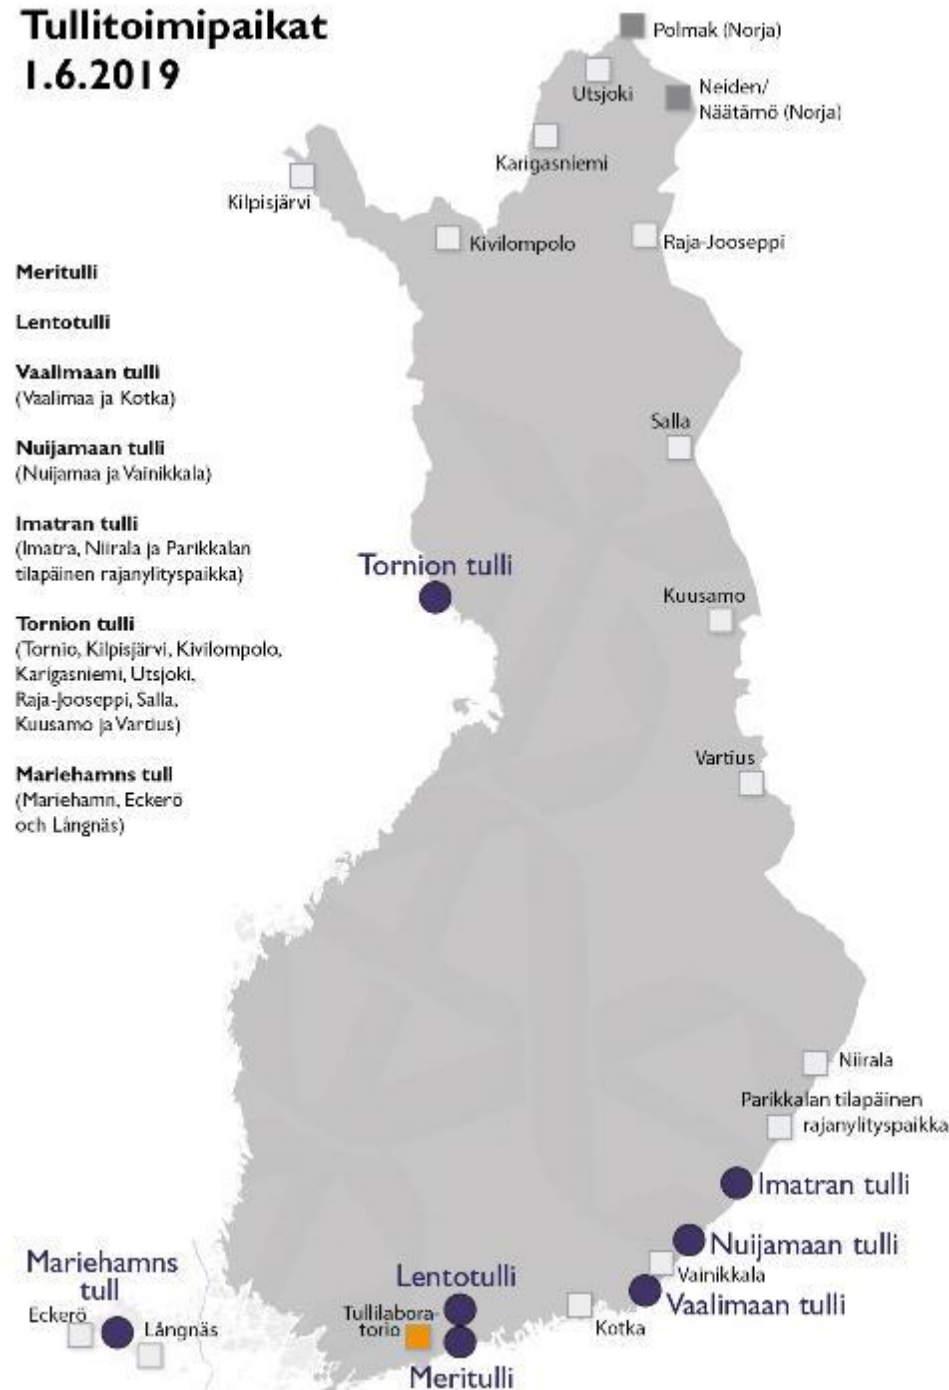 Tullitoimipaikat
1.6.2019
Polmak (Norja)
Utsjoki
Neiden/
Näätämö (Norja)
Karigasniemi
Kilpisjärvi
Kivilompolo
Raja-Jooseppi
Meritulli
Lentotulli
Vaalimaan tulli
(Vaalimaa ja Kotka)
Nuijamaan tulli
(Nuijamaa ja Vainikkala)
Imatran tulli
(Imatra, Niirala ja Parikkalan
tilapäinen rajanylityspaikka)
Tornion tulli
(Tornio, Kilpisjärvi, Kivilompolo,
Karigasniemi, Utsjoki,
Raja-Jooseppi, Salla,
Kuusamo ja Vartius)
Mariehamns tull
(Mariehamn, Eckerö
och Långnäs)
Salla
Tornion tulli
Kuusamo
Vartius
Niirala
Parikkalan tilapäinen
rajanylityspaikka
Imatran tulli
Nuijamaan tulli
Vainikkala
Vaalimaan tulli
Kotka
Mariehamns
tull
Eckerö
Långnäs
Lentotulli
Tullilabora-
torio
Meritulli